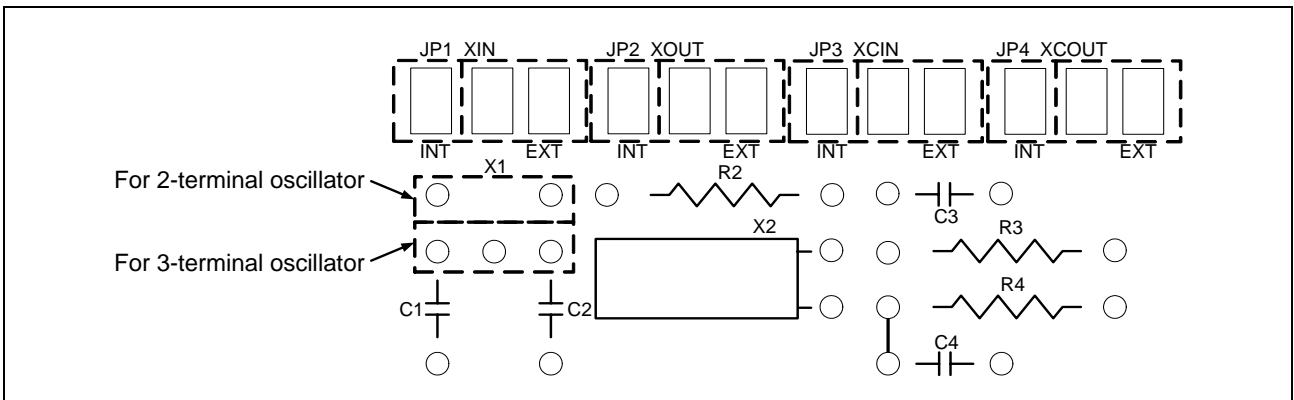 JP1 XIN JP2 XOUT JP3 XCIN JP4 XCOUT
INT EXT INT EXT INT EXT INT EXT
X1
For 2-terminal oscillator
R2
C3
X2
R3
For 3-terminal oscillator
R4
C1
C2
C4